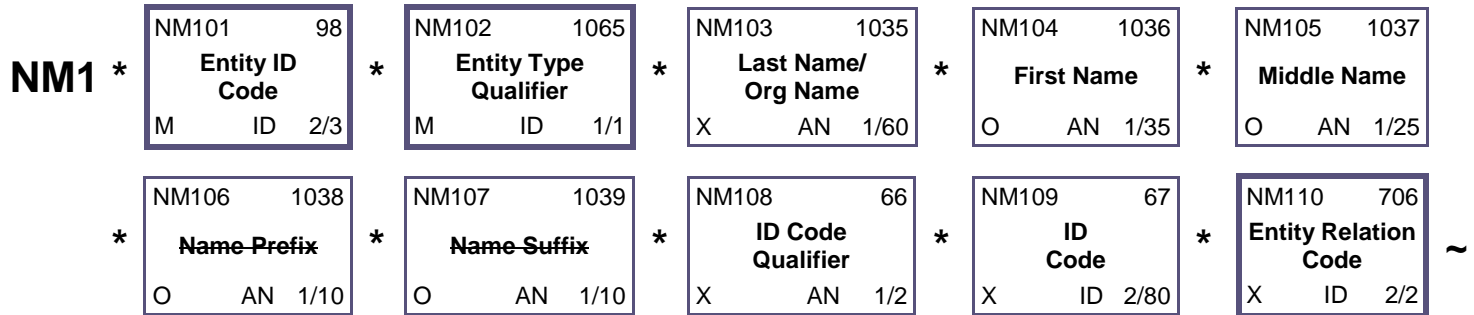 NM101 98 NM102 1065 NM103 1035 NM104 1036 NM105 1037
NM1 * Entity ID Code * Entity Type Qualifier * Last Name/ Org Name * First Name * Middle Name
M ID 2/3 M ID 1/1 X AN 1/60 O AN 1/35 O AN 1/25
NM106 1038 NM107 1039 NM108 66 NM109 67 NM110 706
* Name Prefix * Name Suffix * ID Code Qualifier * ID Code * Entity Relation Code ~
O AN 1/10 O AN 1/10 X AN 1/2 X ID 2/80 X ID 2/2